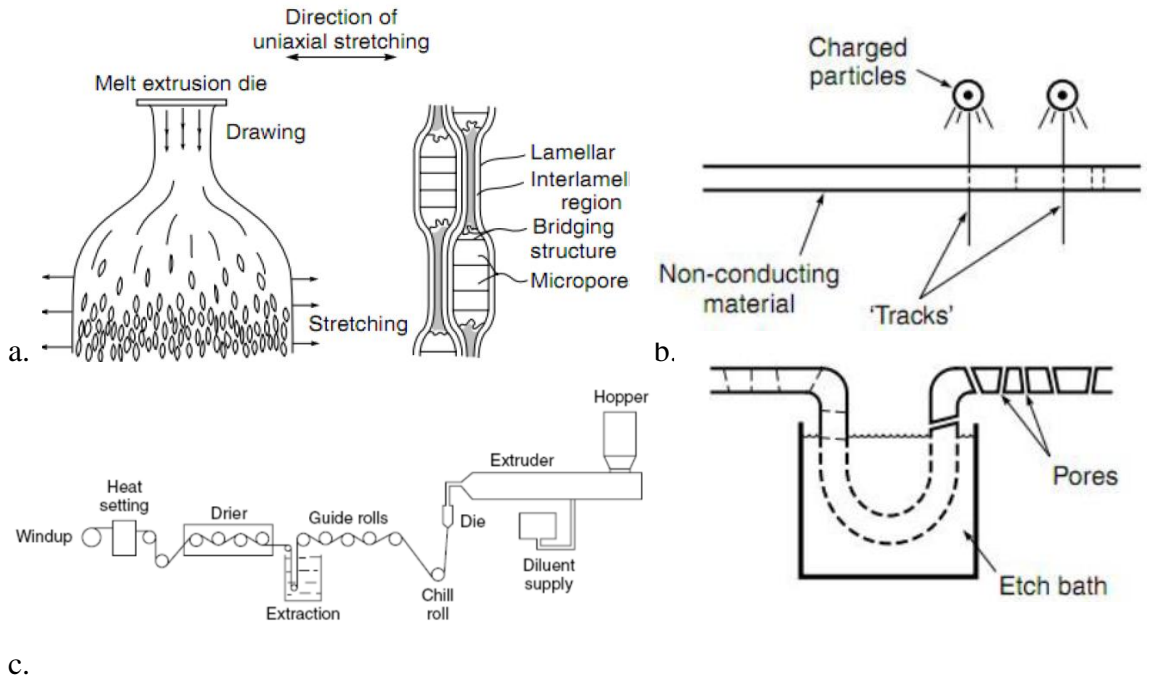 Direction of
uniaxial stretching
Melt extrusion die
Drawing
Lamellar
Interlamell
region
Bridging
structure
Micropore
Stretching
a.
Charged
particles
Non-conducting
material
'Tracks'
b.
Pores
Etch bath
Hopper
Extruder
Heat
setting
Drier
Guide rolls
Windup
Die
Diluent
supply
Chill
roll
Extraction
c.